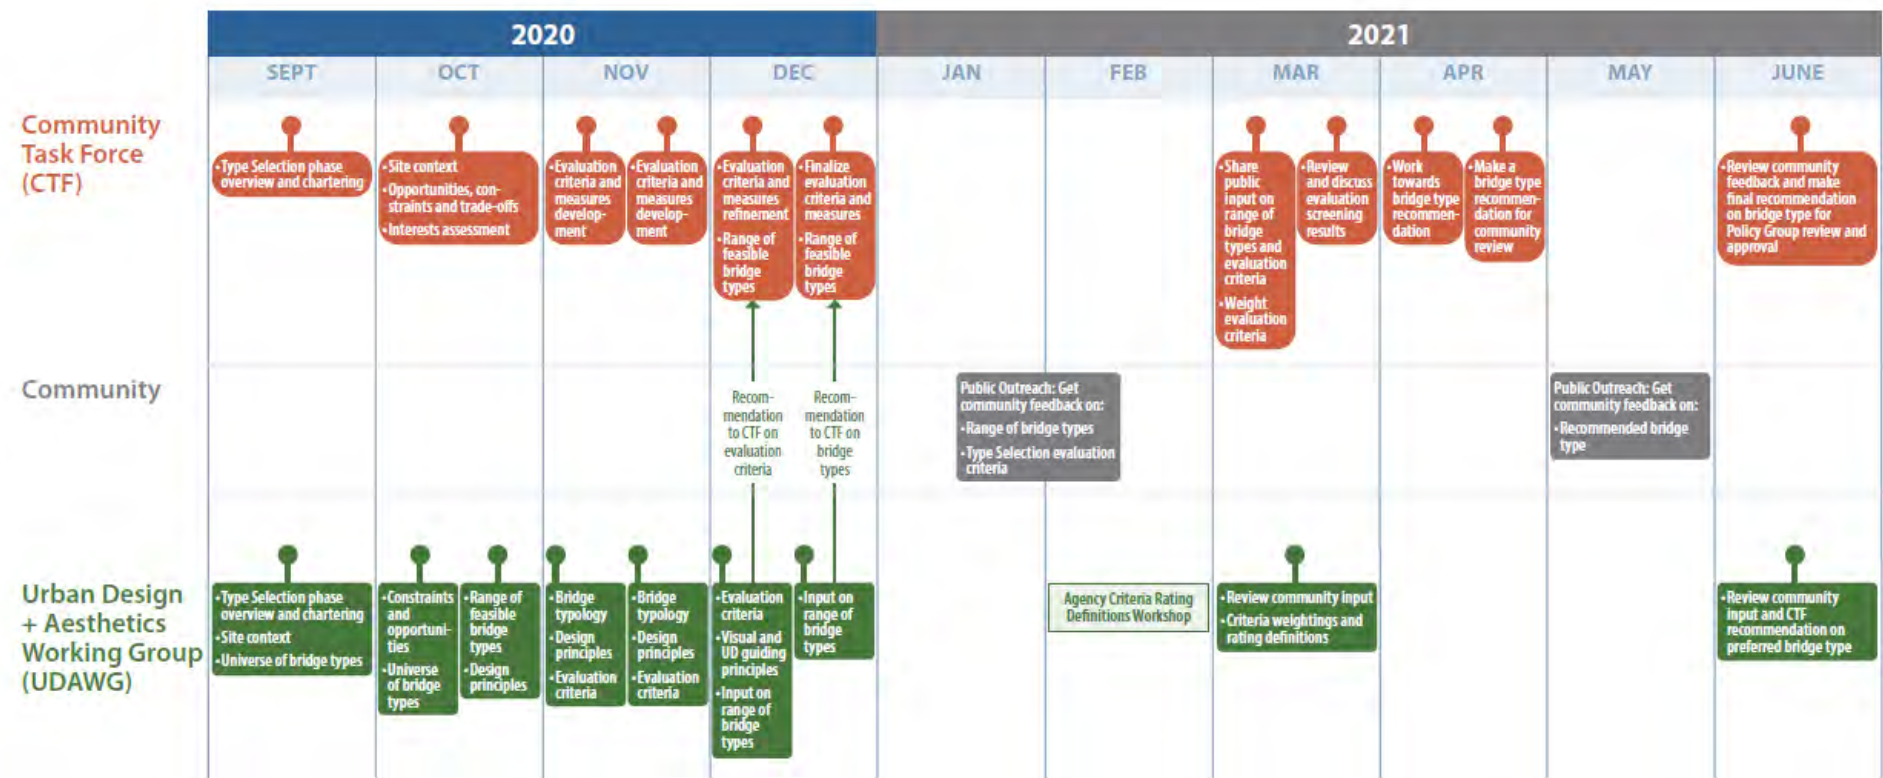 2020
2021
SEPT
OCT
NOV
DEC
JAN
FEB
MAR
APR
MAY
JUNE
Community
Task Force
(CTF)
•Type Selection phase
overview and chartering
•Site context
•Opportunities, con-
straints and trade-offs
•Interests assessment
•Evaluation
criteria and
measures
develop-
ment
•Evaluation
criteria and
measures
develop-
ment
•Evaluation
criteria and
measures
refinement
•Range of
feasible
bridge
types
•Finalize
evaluation
criteria and
measures
•Range of
feasible
bridge
types
•Share
public
input on
range of
bridge
types and
evaluation
criteria
•Weight
evaluation
criteria
•Review
and discuss
evaluation
screening
results
•Work
towards
bridge type
recommen-
dation
•Make a
bridge type
recommen-
dation for
community
review
•Review community
feedback and make
final recommendation
on bridge type for
Policy Group review and
approval
Community
Recom-
mendation
to CTF on
evaluation
criteria
Recom-
mendation
to CTF on
bridge
types
Public Outreach: Get
community feedback on:
•Range of bridge types
•Type Selection evaluation
criteria
Public Outreach: Get
community feedback on:
•Recommended bridge
type
Urban Design
+ Aesthetics
Working Group
(UDAWG)
•Type Selection phase
overview and chartering
•Site context
•Universe of bridge types
•Constraints
and
opportuni-
ties
•Universe
of bridge
types
•Range of
feasible
bridge
types
•Design
principles
•Bridge
typology
•Design
principles
•Evaluation
criteria
•Bridge
typology
•Design
principles
•Evaluation
criteria
•Evaluation
criteria
•Visual and
UD guiding
principles
•Input on
range of
bridge
types
•Input on
range of
bridge
types
Agency Criteria Rating
Definitions Workshop
•Review community input
•Criteria weightings and
rating definitions
•Review community
input and CTF
recommendation on
preferred bridge type